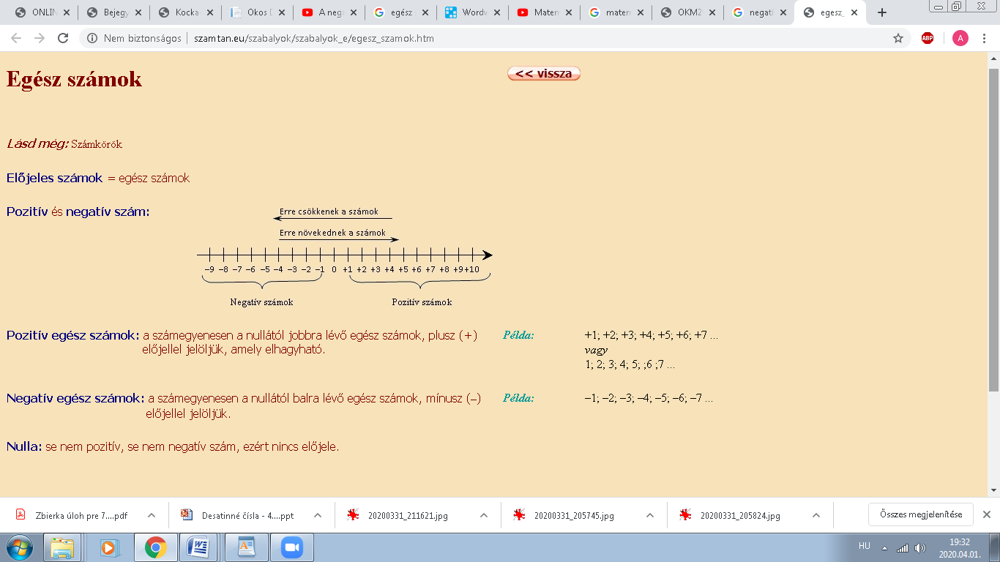 ONLIN
Bejegy
Kocka
Okos D
A nega
egész
Wordw
Matem
matem
OKM2
negati
egesz_
Nem biztonságos | szamtan.eu/szabalyok/szabalyok_e/egesz_szamok.htm
ABP
A
Egész számok
<< vissza
Lásd még: Számkörök
Előjeles számok = egész számok
Pozitív és negatív szám:
Erre csökkenek a számok
Erre növekednek a számok
–9 –8 –7 –6 –5 –4 –3 –2 –1 0 +1 +2 +3 +4 +5 +6 +7 +8 +9 +10
Negatív számok
Pozitív számok
Pozitív egész számok: a számegyenesen a nullától jobbra lévő egész számok, plusz (+)
előjellel jelöljük, amely elhagyható.
Példa:
+1; +2; +3; +4; +5; +6; +7 ...
vagy
1; 2; 3; 4; 5; ;6 ;7 ...
Negatív egész számok: a számegyenesen a nullától balra lévő egész számok, mínusz (–)
előjellel jelöljük.
Példa:
–1; –2; –3; –4; –5; –6; –7 ...
Nulla: se nem pozitív, se nem negatív szám, ezért nincs előjele.
Zbierka úloh pre 7....pdf
Desatinné čísla - 4....ppt
20200331_211621.jpg
20200331_205745.jpg
20200331_205824.jpg
Összes megjelenítése
HU
19:32
2020.04.01.